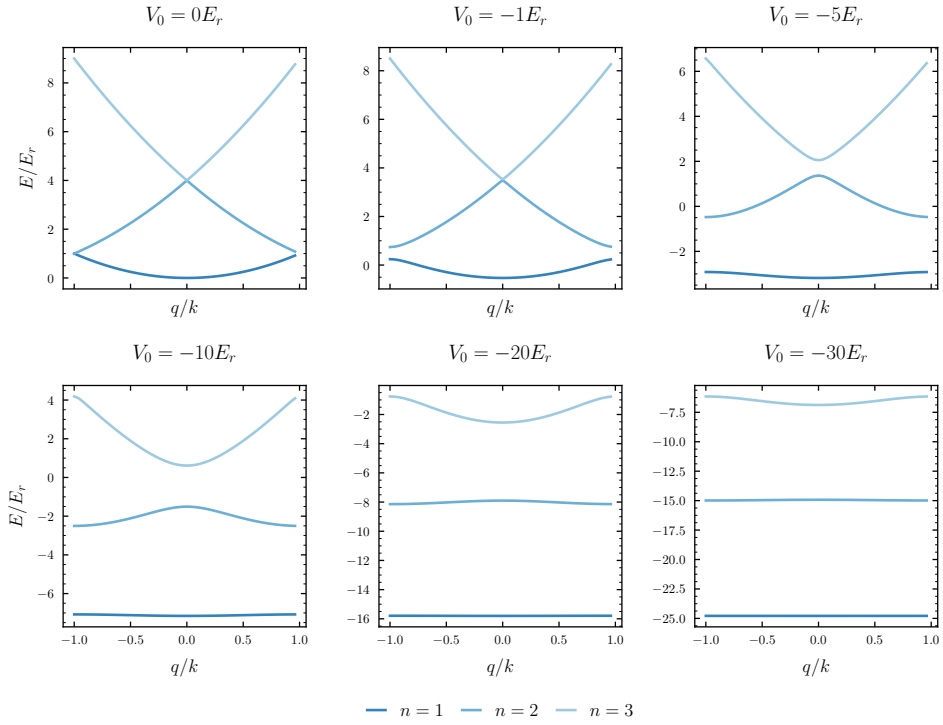 V_0 = 0E_r
V_0 = −1E_r
V_0 = −5E_r
E/E_r
8
6
4
2
0
q/k
8
6
4
2
0
q/k
6
4
2
0
−2
q/k
V_0 = −10E_r
V_0 = −20E_r
V_0 = −30E_r
E/E_r
4
2
0
−2
−4
−6
−1.0 −0.5 0.0 0.5 1.0
q/k
−2
−4
−6
−8
−10
−12
−14
−16
−1.0 −0.5 0.0 0.5 1.0
q/k
−7.5
−10.0
−12.5
−15.0
−17.5
−20.0
−22.5
−25.0
−1.0 −0.5 0.0 0.5 1.0
q/k
n = 1 n = 2 n = 3